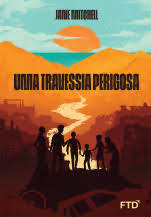 JANE MITCHELL
UMA TRAVESSIA PERIGOSA
FTD